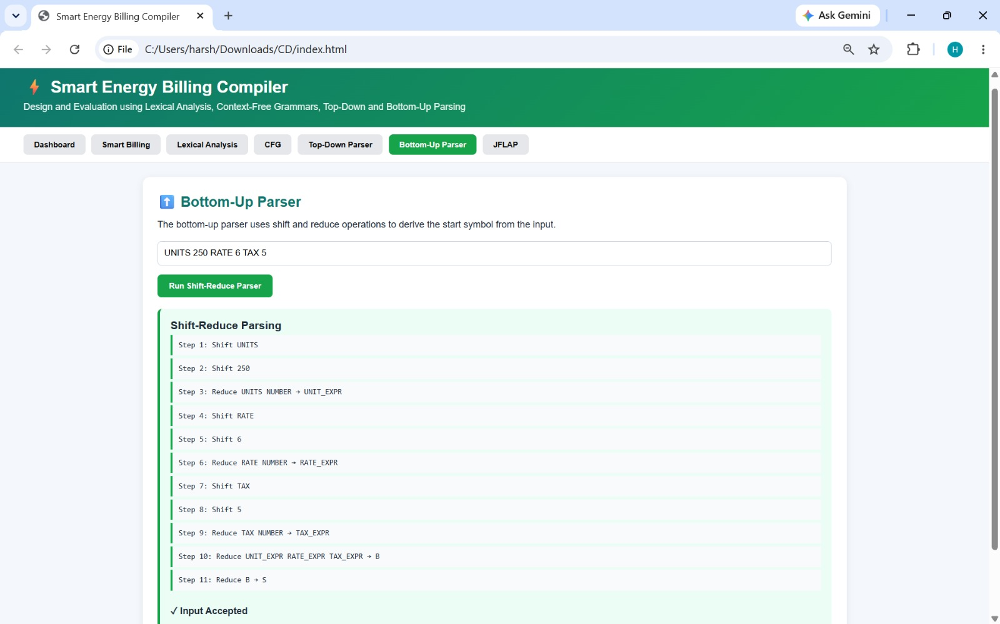 Smart Energy Billing Compiler
Ask Gemini
File C:/Users/harsh/Downloads/CD/index.html
H
Smart Energy Billing Compiler
Design and Evaluation using Lexical Analysis, Context-Free Grammars, Top-Down and Bottom-Up Parsing
Dashboard Smart Billing Lexical Analysis CFG Top-Down Parser Bottom-Up Parser JFLAP
Bottom-Up Parser
The bottom-up parser uses shift and reduce operations to derive the start symbol from the input.
UNITS 250 RATE 6 TAX 5
Run Shift-Reduce Parser
Shift-Reduce Parsing
Step 1: Shift UNITS
Step 2: Shift 250
Step 3: Reduce UNITS NUMBER → UNIT_EXPR
Step 4: Shift RATE
Step 5: Shift 6
Step 6: Reduce RATE NUMBER → RATE_EXPR
Step 7: Shift TAX
Step 8: Shift 5
Step 9: Reduce TAX NUMBER → TAX_EXPR
Step 10: Reduce UNIT_EXPR RATE_EXPR TAX_EXPR → B
Step 11: Reduce B → S
✓ Input Accepted